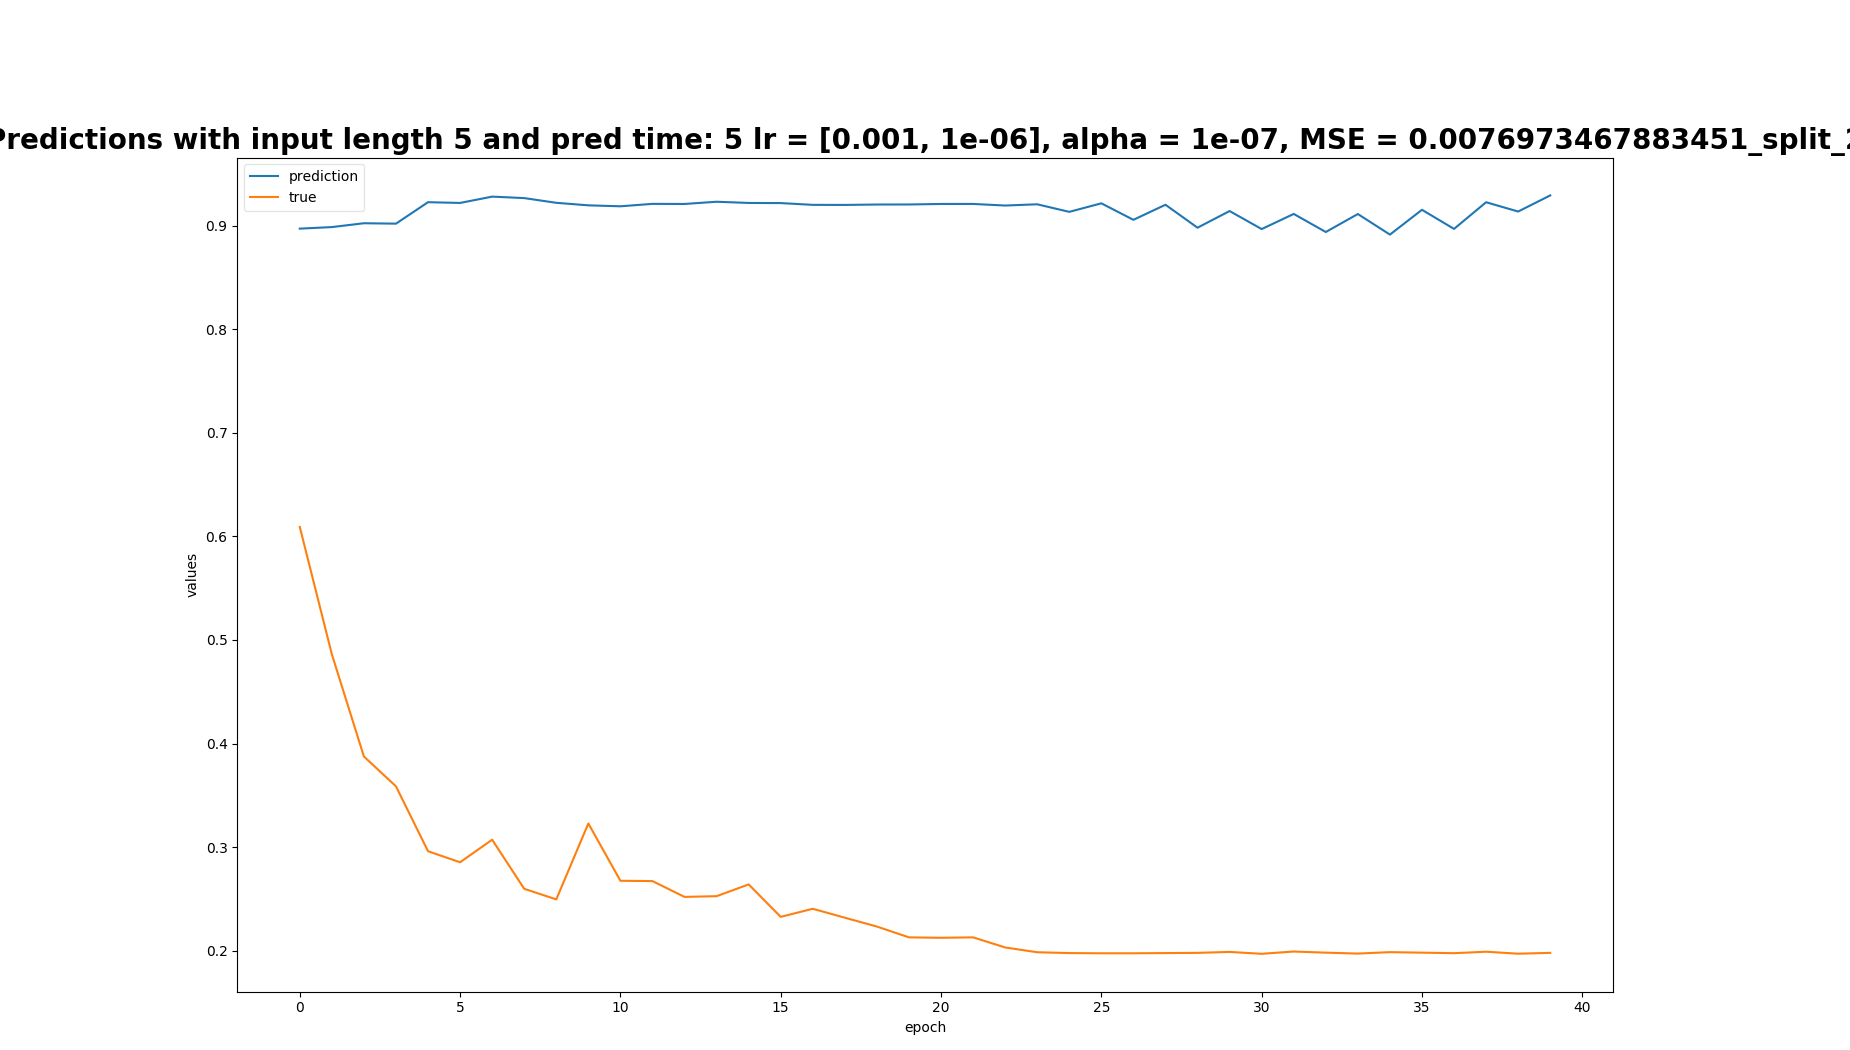 Predictions with input length 5 and pred time: 5 lr = [0.001, 1e-06], alpha = 1e-07, MSE = 0.0076973467883451_split_2
prediction
true
0.9
0.8
0.7
0.6
0.5
0.4
0.3
0.2
values
0 5 10 15 20 25 30 35 40
epoch